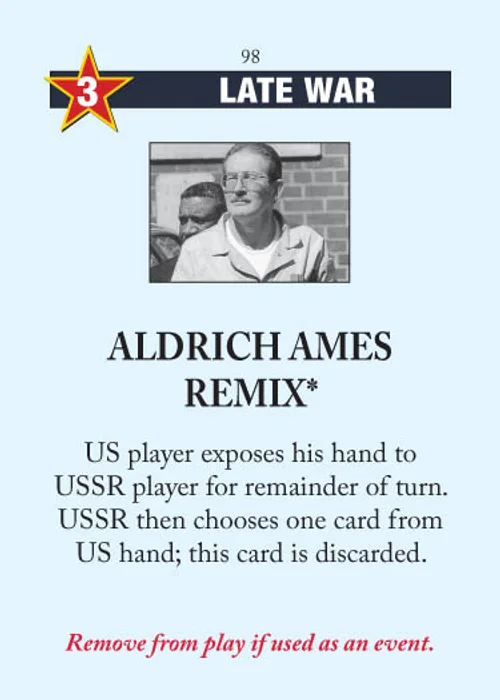 98
3 LATE WAR
ALDRICH AMES
REMIX*
US player exposes his hand to
USSR player for remainder of turn.
USSR then chooses one card from
US hand; this card is discarded.
Remove from play if used as an event.